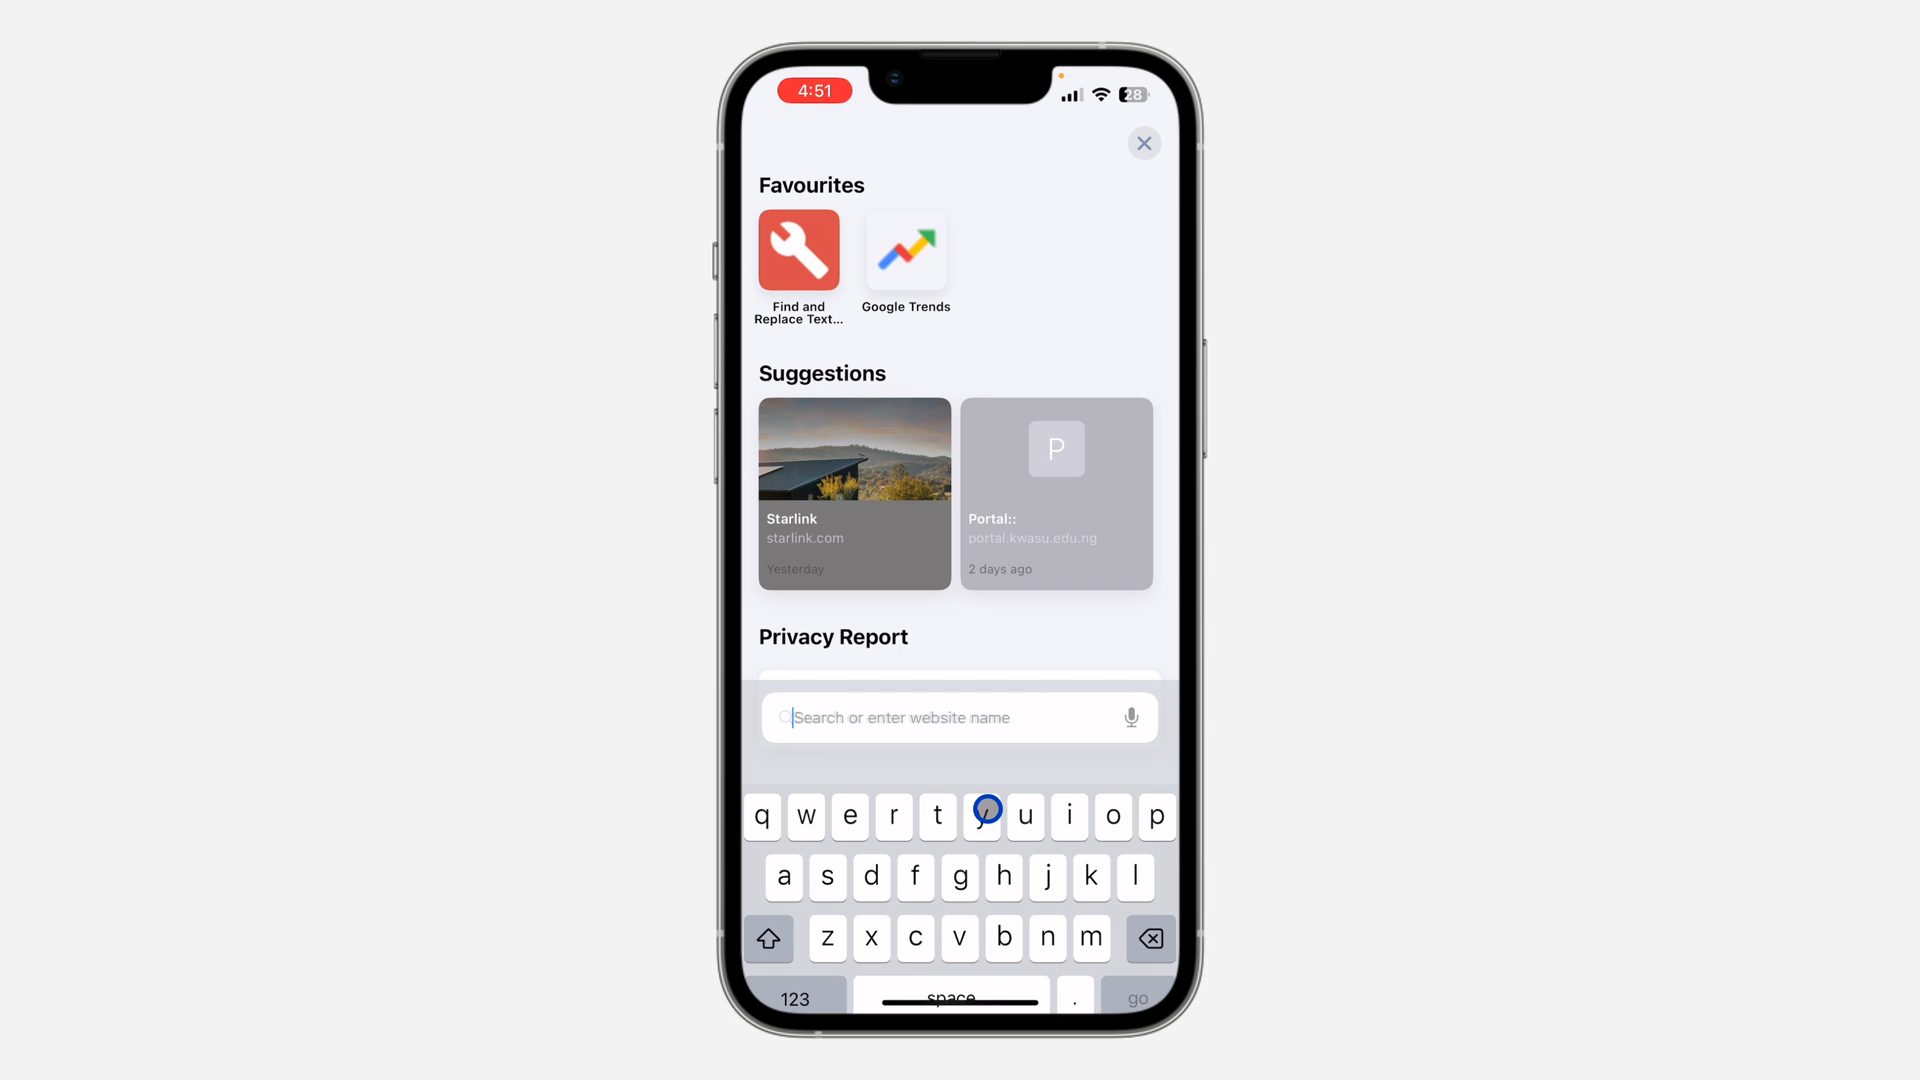 4:51
28
Favourites
Find and
Replace Text...
Google Trends
Suggestions
P
Starlink
starlink.com
Yesterday
Portal::
portal.kwasu.edu.ng
2 days ago
Privacy Report
Search or enter website name
q w e r t y u i o p
a s d f g h j k l
z x c v b n m
123 space . go